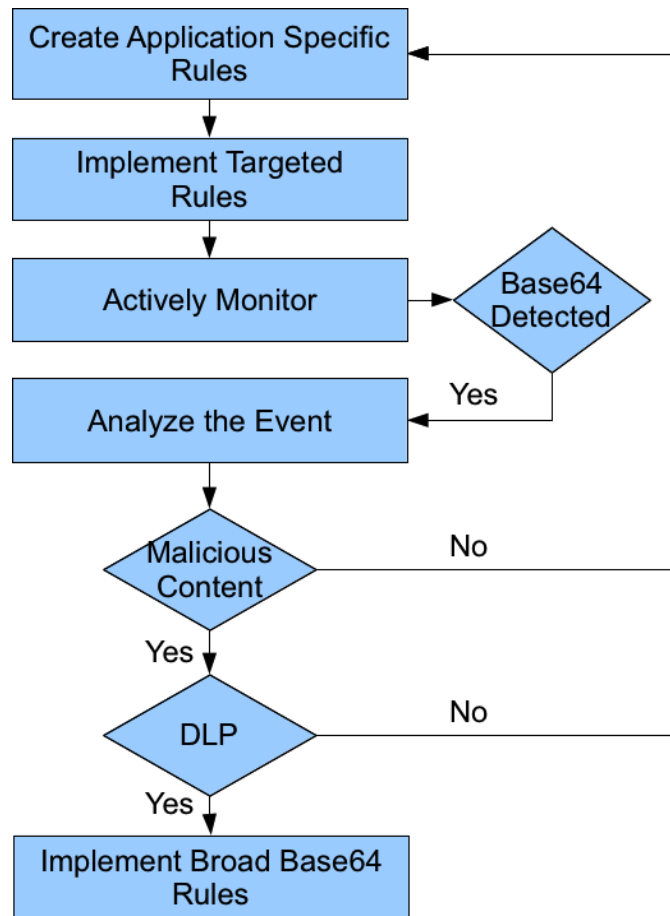 Create Application Specific
Rules
Implement Targeted
Rules
Actively Monitor
Base64
Detected
Yes
Analyze the Event
Malicious
Content
No
Yes
DLP
No
Yes
Implement Broad Base64
Rules